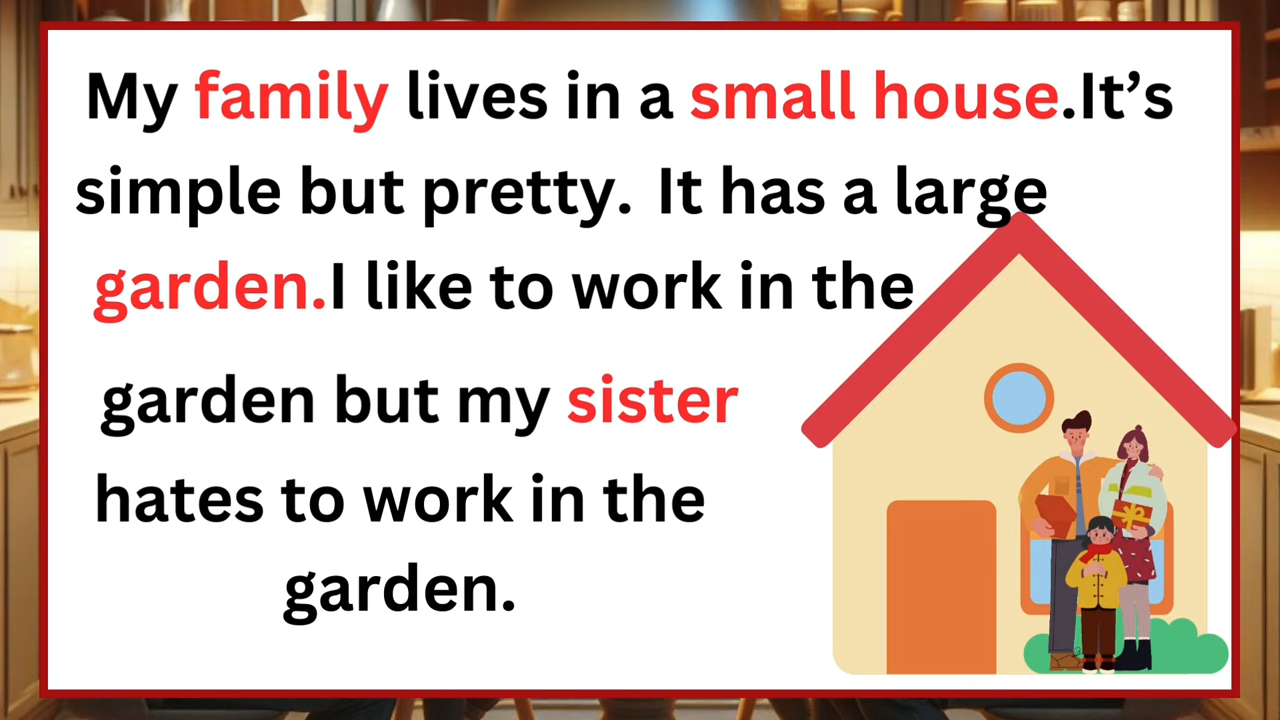 My family lives in a small house.It’s
simple but pretty. It has a large
garden.I like to work in the
garden but my sister
hates to work in the
garden.